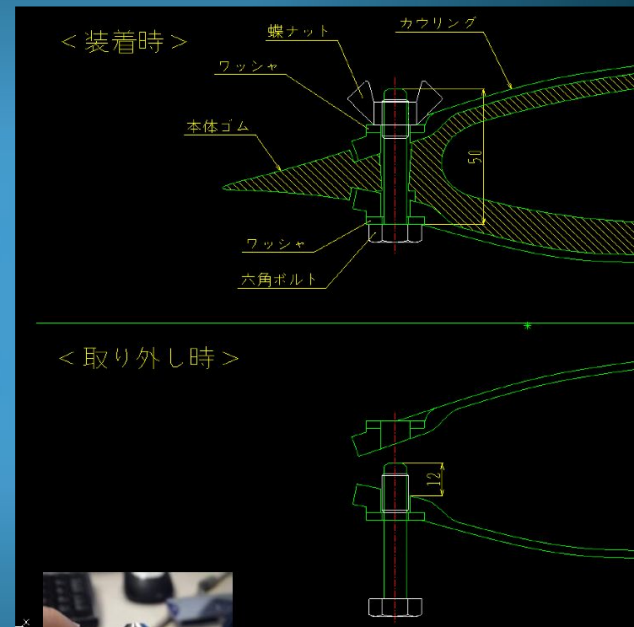 <装着時>
蝶ナット
カウリング
ワッシャ
本体ゴム
50
ワッシャ
六角ボルト
<取り外し時>
12